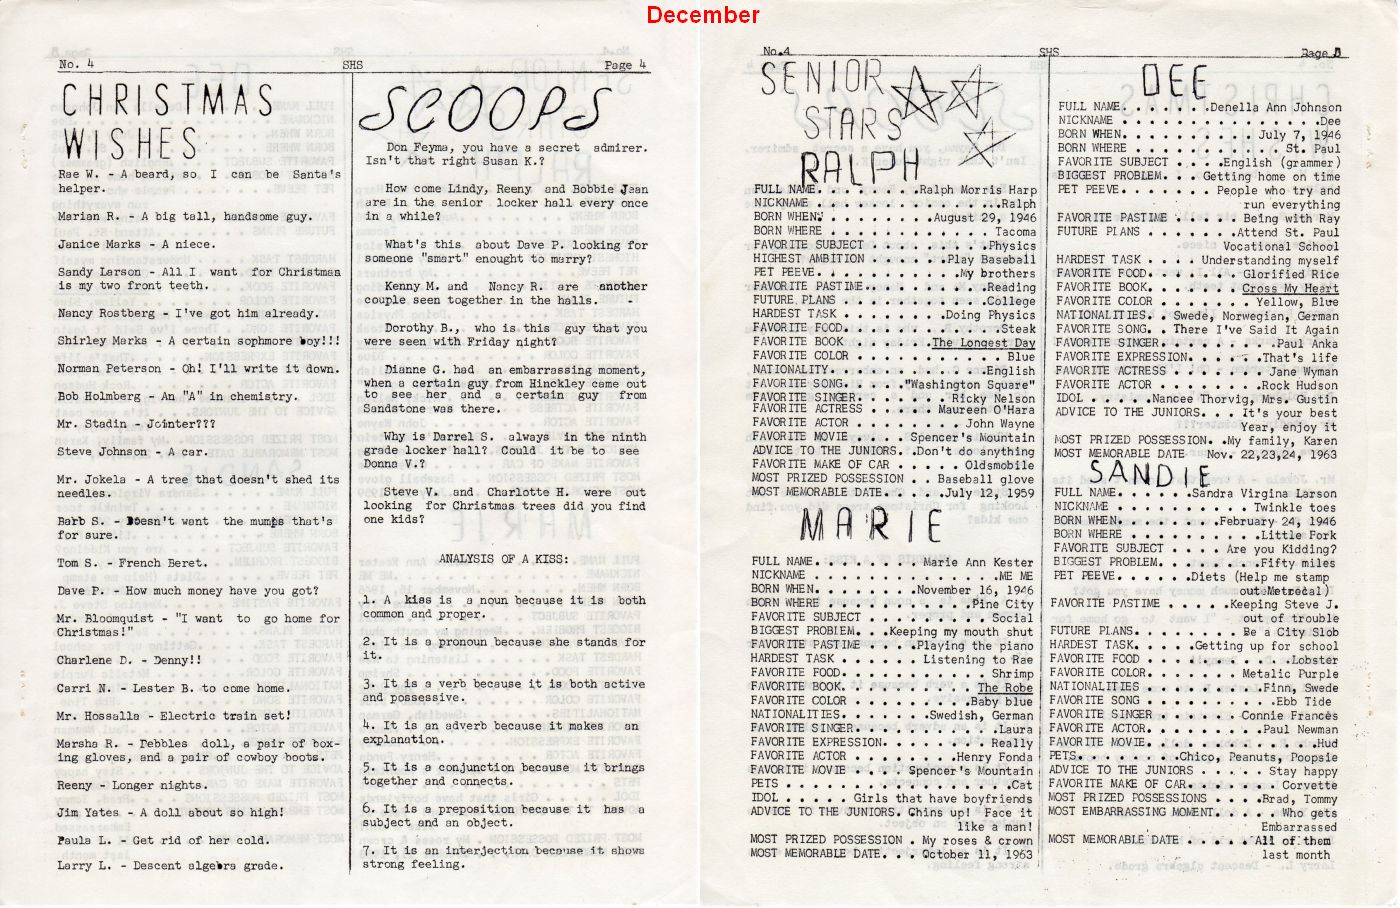 December
No. 4 SHS Page 4
CHRISTMAS
WISHES
Rae W. - A beard, so I can be Santa's
helper.
Marian R. - A big tall, handsome guy.
Janice Marks - A niece.
Sandy Larson - All I want for Christmas
is my two front teeth.
Nancy Rostberg - I've got him already.
Shirley Marks - A certain sophmore boy!!!
Norman Peterson - Oh! I'll write it down.
Bob Holmberg - An "A" in chemistry.
Mr. Stadin - Jointer???
Steve Johnson - A car.
Mr. Jokela - A tree that doesn't shed its
needles.
Barb S. - Doesn't want the mumps that's
for sure.
Tom S. - French Beret.
Dave P. - How much money have you got?
Mr. Bloomquist - "I want to go home for
Christmas!"
Charlene D. - Denny!!
Carri N. - Lester B. to come home.
Mr. Hossalla - Electric train set!
Marsha R. - Pebbles doll, a pair of box-
ing gloves, and a pair of cowboy boots.
Reeny - Longer nights.
Jim Yates - A doll about so high!
Paula L. - Get rid of her cold.
Larry L. - Descent algebra grade.
SCOOPS
Don Feyma, you have a secret admirer.
Isn't that right Susan K.?
How come Lindy, Reeny and Bobbie Jean
are in the senior locker hall every once
in a while?
What's this about Dave P. looking for
someone "smart" enought to marry?
Kenny M. and Nancy R. are another
couple seen together in the halls.
Dorothy B., who is this guy that you
were seen with Friday night?
Dianne G. had an embarrassing moment,
when a certain guy from Hinckley came out
to see her and a certain guy from
Sandstone was there.
Why is Darrel S. always in the ninth
grade locker hall? Could it be to see
Donna V.?
Steve V. and Charlotte H. were out
looking for Christmas trees did you find
one kids?
ANALYSIS OF A KISS:
1. A kiss is a noun because it is both
common and proper.
2. It is a pronoun because she stands for
it.
3. It is a verb because it is both active
and possessive.
4. It is an adverb because it makes an
explanation.
5. It is a conjunction because it brings
together and connects.
6. It is a preposition because it has a
subject and an object.
7. It is an interjection because it shows
strong feeling.
No.4 SHS Page 5
SENIOR
STARS
RALPH
FULL NAME. . . . . . . .Ralph Morris Harp
NICKNAME . . . . . . . . . . . . . .Ralph
BORN WHEN. . . . . . . . .August 29, 1946
BORN WHERE . . . . . . . . . . . . Tacoma
FAVORITE SUBJECT . . . . . . . . .Physics
HIGHEST AMBITION . . . . . .Play Baseball
PET PEEVE. . . . . . . . . . .My brothers
FAVORITE PASTIME. . . . . . . . .Reading
FUTURE PLANS . . . . . . . . . . .College
HARDEST TASK . . . . . . . .Doing Physics
FAVORITE FOOD. . . . . . . . . . . .Steak
FAVORITE BOOK . . . . . . The Longest Day
FAVORITE COLOR . . . . . . . . . . . Blue
NATIONALITY. . . . . . . . . . . .English
FAVORITE SONG. . . . ."Washington Square"
FAVORITE SINGER. . . . . . . Ricky Nelson
FAVORITE ACTRESS . . . . . Maureen O'Hara
FAVORITE ACTOR . . . . . . . . John Wayne
FAVORITE MOVIE . . . . Spencer's Mountain
ADVICE TO THE JUNIORS. .Don't do anything
FAVORITE MAKE OF CAR . . . . . Oldsmobile
MOST PRIZED POSSESSION . . Baseball glove
MOST MEMORABLE DATE. . . . .July 12, 1959
MARIE
FULL NAME. . . . . . . . Marie Ann Kester
NICKNAME . . . . . . . . . . . . . .ME ME
BORN WHEN. . . . . . . .November 16, 1946
BORN WHERE . . . . . . . . . . .Pine City
FAVORITE SUBJECT . . . . . . . . . Social
BIGGEST PROBLEM. . .Keeping my mouth shut
FAVORITE PASTIME . . . .Playing the piano
HARDEST TASK . . . . . . Listening to Rae
FAVORITE FOOD. . . . . . . . . . . Shrimp
FAVORITE BOOK. . . . . . . . . . The Robe
FAVORITE COLOR . . . . . . . . .Baby blue
NATIONALITIES. . . . . . .Swedish, German
FAVORITE SINGER. . . . . . . . . . .Laura
FAVORITE EXPRESSION. . . . . . . . Really
FAVORITE ACTOR . . . . . . . .Henry Fonda
FAVORITE MOVIE . . . . Spencer's Mountain
PETS . . . . . . . . . . . . . . . . .Cat
IDOL . . . . . Girls that have boyfriends
ADVICE TO THE JUNIORS. Chins up! Face it
like a man!
MOST PRIZED POSSESSION . My roses & crown
MOST MEMORABLE DATE. . . October 11, 1963
DEE
FULL NAME. . . . . . .Denella Ann Johnson
NICKNAME . . . . . . . . . . . . . . .Dee
BORN WHEN. . . . . . . . . . July 7, 1946
BORN WHERE . . . . . . . . . . . St. Paul
FAVORITE SUBJECT . . . .English (grammer)
BIGGEST PROBLEM. . . Getting home on time
PET PEEVE. . . . . . . People who try and
run everything
FAVORITE PASTIME . . . . . Being with Ray
FUTURE PLANS . . . . . . .Attend St. Paul
Vocational School
HARDEST TASK . . . . Understanding myself
FAVORITE FOOD. . . . . . . Glorified Rice
FAVORITE BOOK. . . . . . . Cross My Heart
FAVORITE COLOR . . . . . . . Yellow, Blue
NATIONALITIES. . Swede, Norwegian, German
FAVORITE SONG. . There I've Said It Again
FAVORITE SINGER. . . . . . . . .Paul Anka
FAVORITE EXPRESSION. . . . . .That's life
FAVORITE ACTRESS . . . . . . . Jane Wyman
FAVORITE ACTOR . . . . . . . .Rock Hudson
IDOL . . . . .Nancee Thorvig, Mrs. Gustin
ADVICE TO THE JUNIORS. . . It's your best
Year, enjoy it
MOST PRIZED POSSESSION. .My family, Karen
MOST MEMORABLE DATE Nov. 22,23,24, 1963
SANDIE
FULL NAME. . . . . . .Sandra Virgina Larson
NICKNAME . . . . . . . . . . . Twinkle toes
BORN WHEN. . . . . . . . .February 24, 1946
BORN WHERE . . . . . . . . . . .Little Fork
FAVORITE SUBJECT . . . . Are you Kidding?
BIGGEST PROBLEM. . . . . . . .Fifty miles
PET PEEVE. . . . . .Diets (Help me stamp
out Metrecal)
FAVORITE PASTIME . . . . .Keeping Steve J.
out of trouble
FUTURE PLANS. . . . . . . . Be a City Slob
HARDEST TASK. . . . .Getting up for school
FAVORITE FOOD . . . . . . . . . . .Lobster
FAVORITE COLOR. . . . . . . Metalic Purple
NATIONALITIES . . . . . . . . .Finn, Swede
FAVORITE SONG . . . . . . . . . . Ebb Tide
FAVORITE SINGER . . . . . . Connie Francès
FAVORITE ACTOR. . . . . . . . .Paul Newman
FAVORITE MOVIE. . . . . . . . . . . . .Hud
PETS. . . . . . . .Chico, Peanuts, Poopsie
ADVICE TO THE JUNIORS . . . . . Stay happy
FAVORITE MAKE OF CAR. . . . . . . Corvette
MOST PRIZED POSSESSIONS . . . .Brad, Tommy
MOST EMBARRASSING MOMENT. . . . . Who gets
Embarrassed
MOST MEMORABLE DATE . . . . . .All of them
last month